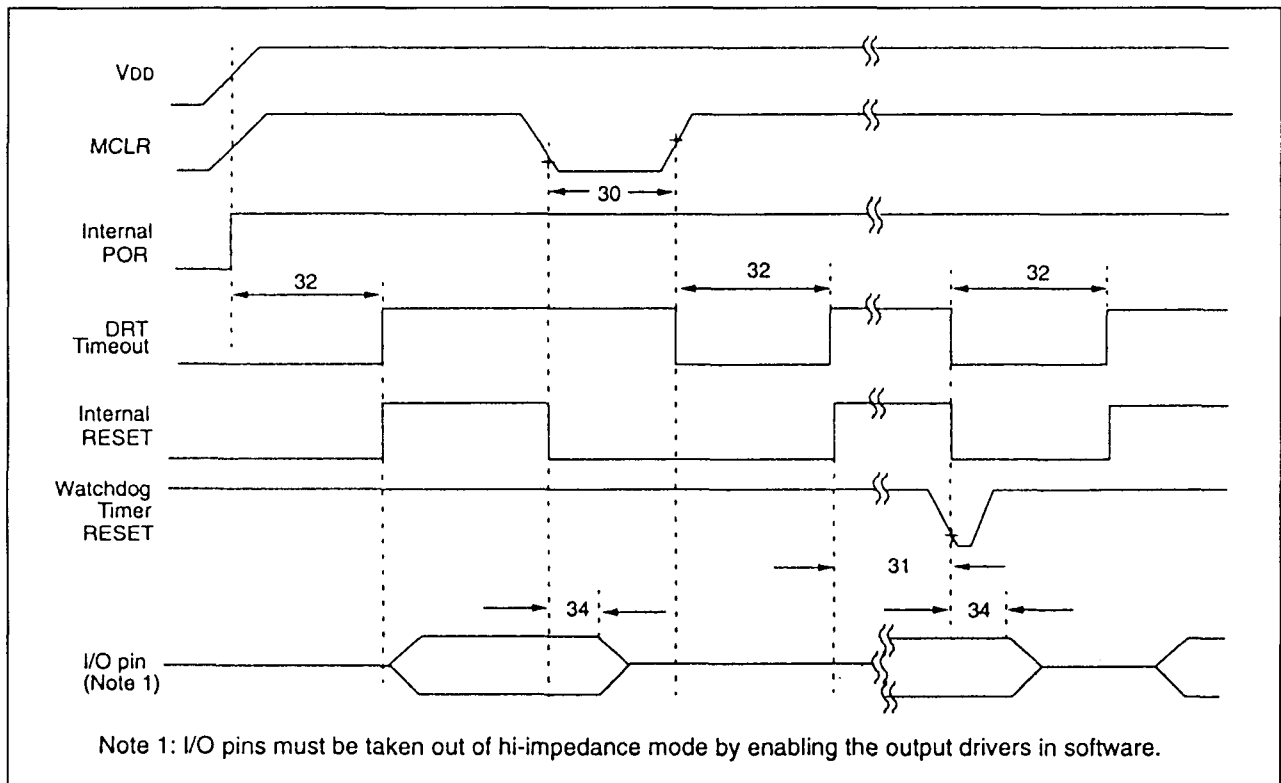 VDD
MCLR
30
Internal
POR
32
32
32
DRT
Timeout
Internal
RESET
Watchdog
Timer
RESET
31
34
34
I/O pin
(Note 1)
Note 1: I/O pins must be taken out of hi-impedance mode by enabling the output drivers in software.